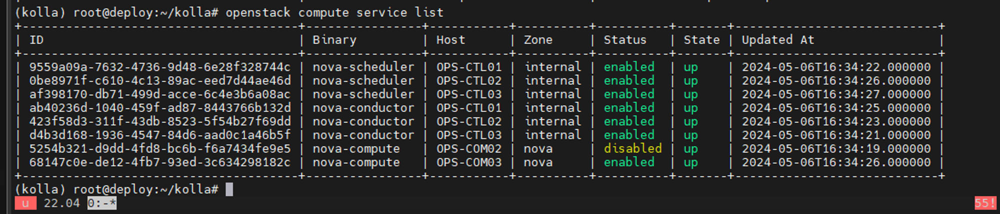 (kolla) root@deploy:~/kolla# openstack compute service list
+--------------------------------------+----------------+-----------+----------+----------+-------+----------------------------+
| ID                                   | Binary         | Host      | Zone     | Status   | State | Updated At                 |
+--------------------------------------+----------------+-----------+----------+----------+-------+----------------------------+
| 9559a09a-7632-4736-9d48-6e28f328744c | nova-scheduler | OPS-CTL01 | internal | enabled  | up    | 2024-05-06T16:34:22.000000 |
| 0be8971f-c610-4c13-89ac-eed7d44ae46d | nova-scheduler | OPS-CTL02 | internal | enabled  | up    | 2024-05-06T16:34:26.000000 |
| af398170-db71-499d-acce-6c4e3b6a08ac | nova-scheduler | OPS-CTL03 | internal | enabled  | up    | 2024-05-06T16:34:27.000000 |
| ab40236d-1040-459f-ad87-8443766b132d | nova-conductor | OPS-CTL01 | internal | enabled  | up    | 2024-05-06T16:34:25.000000 |
| 423f58d3-311f-43db-8523-5f54b27f69dd | nova-conductor | OPS-CTL02 | internal | enabled  | up    | 2024-05-06T16:34:23.000000 |
| d4b3d168-1936-4547-84d6-aad0c1a46b5f | nova-conductor | OPS-CTL03 | internal | enabled  | up    | 2024-05-06T16:34:21.000000 |
| 5254b321-d9dd-4fd8-bc6b-f6a7434fe9e5 | nova-compute   | OPS-COM02 | nova     | disabled | up    | 2024-05-06T16:34:19.000000 |
| 68147c0e-de12-4fb7-93ed-3c634298182c | nova-compute   | OPS-COM03 | nova     | enabled  | up    | 2024-05-06T16:34:26.000000 |
+--------------------------------------+----------------+-----------+----------+----------+-------+----------------------------+
(kolla) root@deploy:~/kolla#
u 22.04 0:-* 55!